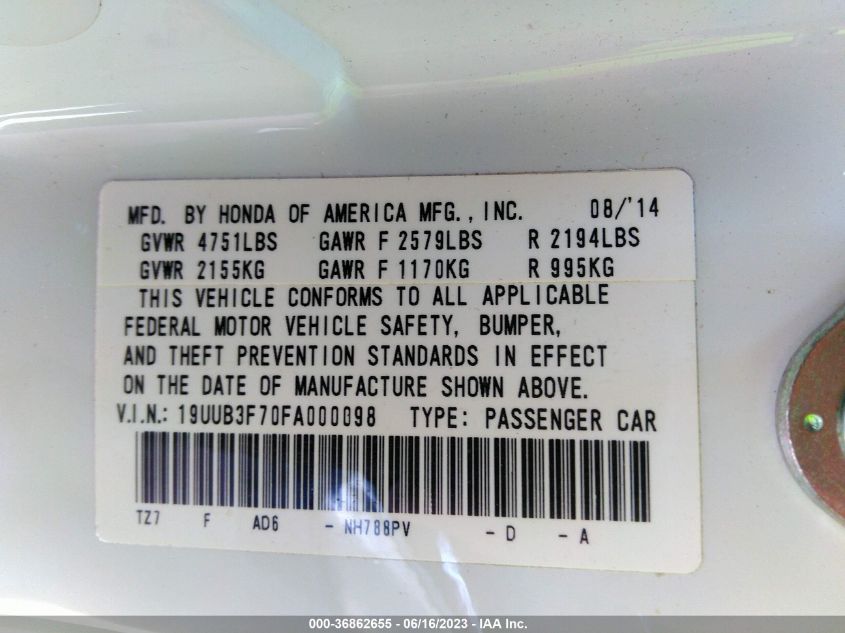 MFD. BY HONDA OF AMERICA MFG., INC. 08/'14
GVWR 4751LBS GAWR F 2579LBS R 2194LBS
GVWR 2155KG GAWR F 1170KG R 995KG
THIS VEHICLE CONFORMS TO ALL APPLICABLE
FEDERAL MOTOR VEHICLE SAFETY, BUMPER,
AND THEFT PREVENTION STANDARDS IN EFFECT
ON THE DATE OF MANUFACTURE SHOWN ABOVE.
V.I.N.: 19UUB3F70FA000098 TYPE: PASSENGER CAR
TZ7 F AD6 - NH788PV - D - A
000-36862655 - 06/16/2023 - IAA Inc.